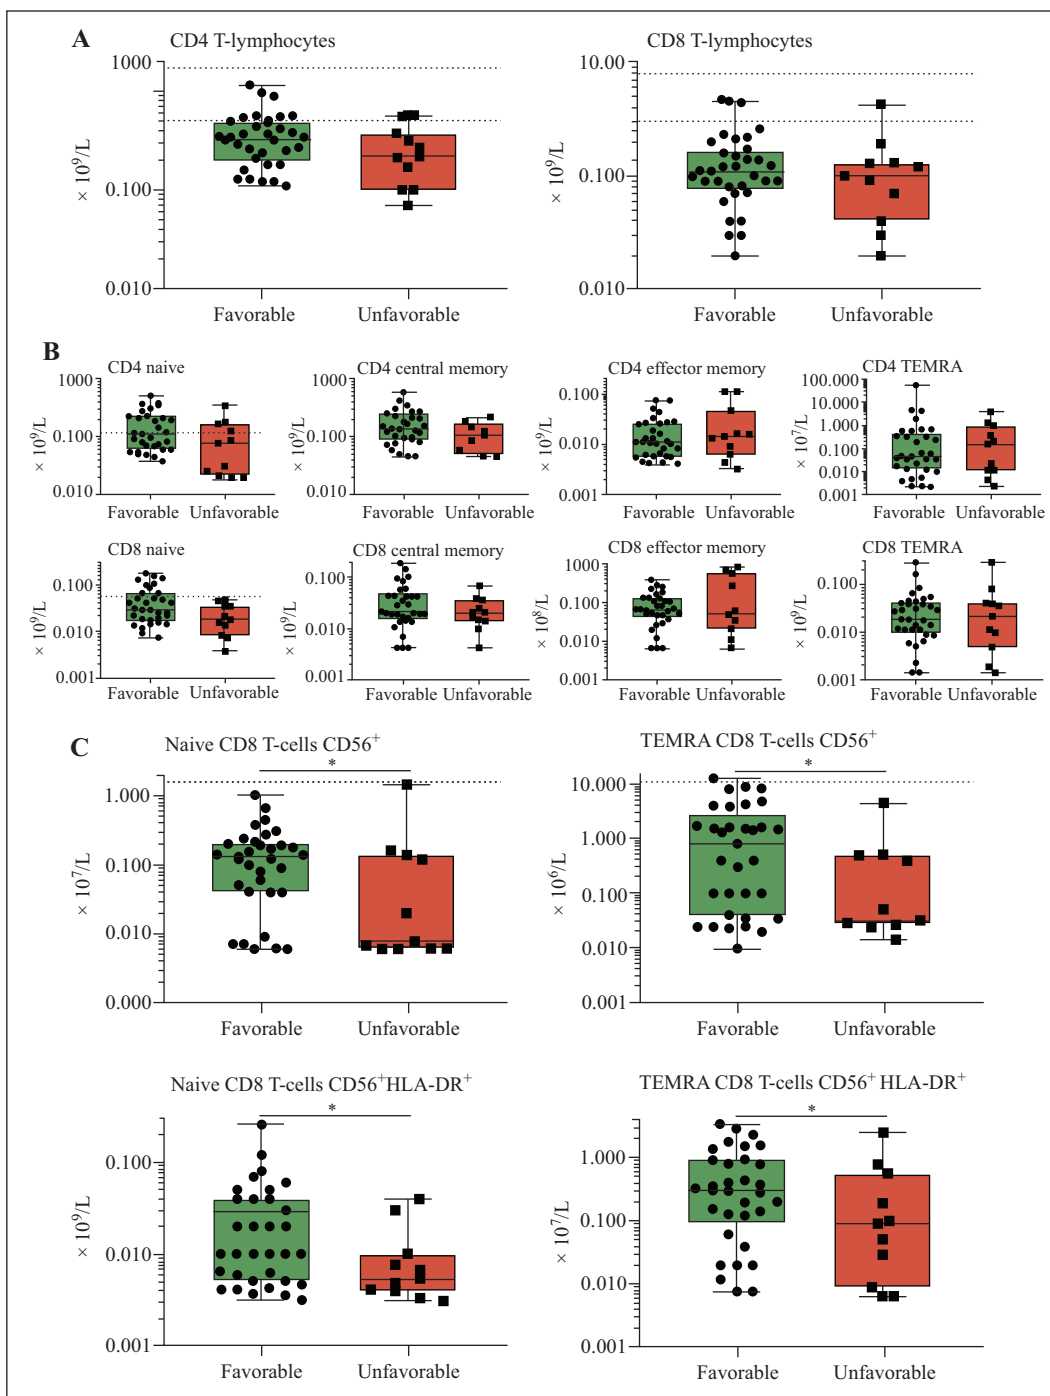 A
CD4 T-lymphocytes
CD8 T-lymphocytes
1000
0.100
0.010
× 10⁹/L
Favorable
Unfavorable
10.00
0.100
0.010
× 10⁹/L
Favorable
Unfavorable
B
CD4 naive
1000
0.100
0.010
× 10⁹/L
Favorable Unfavorable
CD4 central memory
1000
0.100
0.010
× 10⁹/L
Favorable Unfavorable
CD4 effector memory
0.100
0.010
0.001
× 10⁹/L
Favorable Unfavorable
CD4 TEMRA
100.000
10.000
1.000
0.100
0.010
0.001
× 10⁷/L
Favorable Unfavorable
CD8 naive
0.100
0.010
0.001
× 10⁹/L
Favorable Unfavorable
CD8 central memory
0.100
0.010
0.001
× 10⁹/L
Favorable Unfavorable
CD8 effector memory
1000
0.100
0.010
0.001
× 10⁸/L
Favorable Unfavorable
CD8 TEMRA
0.100
0.010
0.001
× 10⁹/L
Favorable Unfavorable
C
Naive CD8 T-cells CD56⁺
*
1.000
0.100
0.010
0.000
× 10⁷/L
Favorable
Unfavorable
TEMRA CD8 T-cells CD56⁺
*
10.000
1.000
0.100
0.010
0.001
× 10⁶/L
Favorable
Unfavorable
Naive CD8 T-cells CD56⁺HLA-DR⁺
*
0.100
0.010
0.001
× 10⁹/L
Favorable
Unfavorable
TEMRA CD8 T-cells CD56⁺ HLA-DR⁺
*
1.000
0.100
0.010
0.001
× 10⁷/L
Favorable
Unfavorable